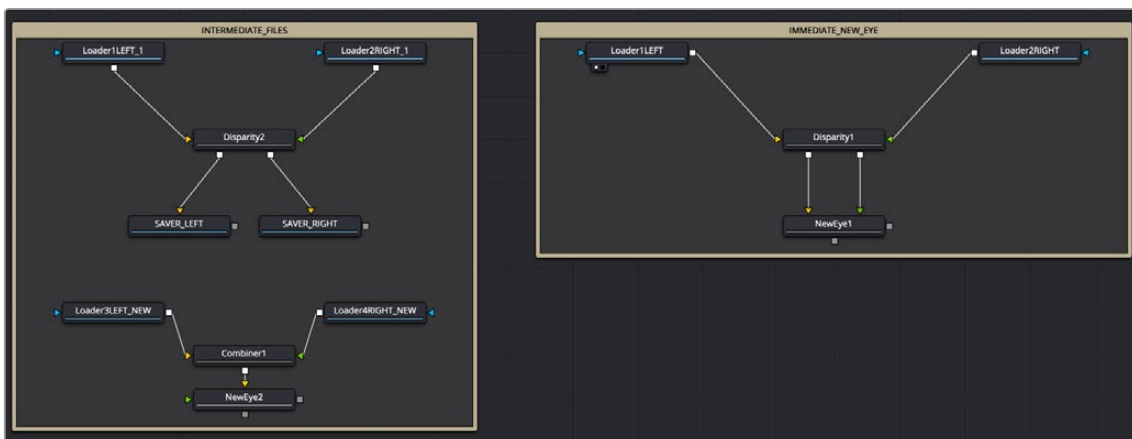 INTERMEDIATE_FILES
Loader1LEFT_1
Loader2RIGHT_1
Disparity2
SAVER_LEFT
SAVER_RIGHT
Loader3LEFT_NEW
Loader4RIGHT_NEW
Combiner1
NewEye2
IMMEDIATE_NEW_EYE
Loader1LEFT
Loader2RIGHT
Disparity1
NewEye1